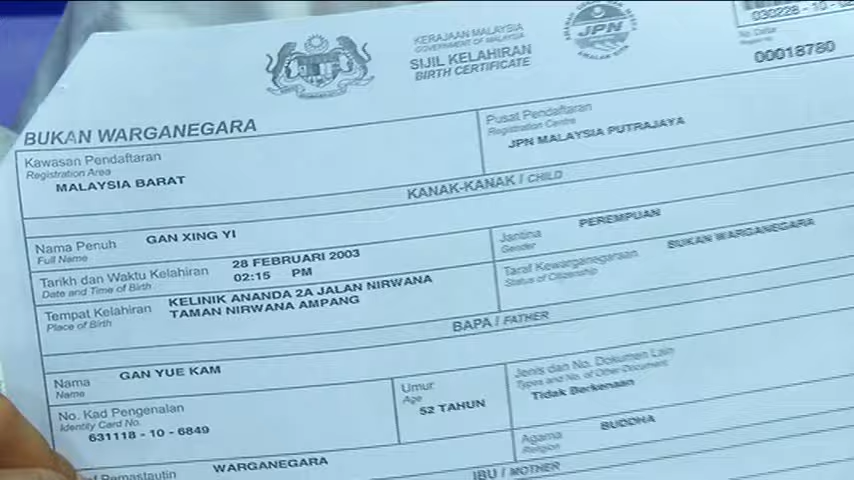 KERAJAAN MALAYSIA
GOVERNMENT OF MALAYSIA
SIJIL KELAHIRAN
BIRTH CERTIFICATE
JPN
030228 - 10 -
No. Daftar
00018780
BUKAN WARGANEGARA
Kawasan Pendaftaran
Registration Area
MALAYSIA BARAT
Pusat Pendaftaran
Registration Centre
JPN MALAYSIA PUTRAJAYA
KANAK-KANAK / CHILD
Nama Penuh
Full Name
GAN XING YI
Jantina
Gender
PEREMPUAN
Tarikh dan Waktu Kelahiran
Date and Time of Birth
28 FEBRUARI 2003
02:15 PM
Taraf Kewarganegaraan
Status of Citizenship
BUKAN WARGANEGARA
Tempat Kelahiran
Place of Birth
KELINIK ANANDA 2A JALAN NIRWANA
TAMAN NIRWANA AMPANG
BAPA / FATHER
Nama
Name
GAN YUE KAM
No. Kad Pengenalan
Identity Card No.
631118 - 10 - 6849
Umur
Age
52 TAHUN
Jenis dan No. Dokumen Lain
Types and No. of Other Document
Tidak Berkenaan
Pemastautin
WARGANEGARA
Agama
Religion
BUDDHA
IBU / MOTHER